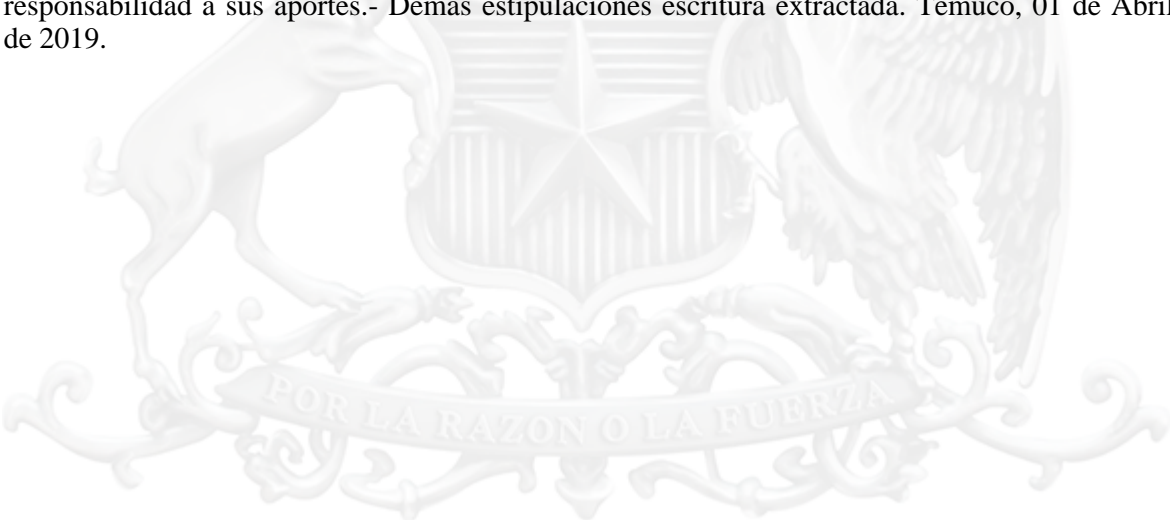 responsabilidad a sus aportes.- Demás estipulaciones escritura extractada. Temuco, 01 de Abril
de 2019.
POR LA RAZON O LA FUERZA